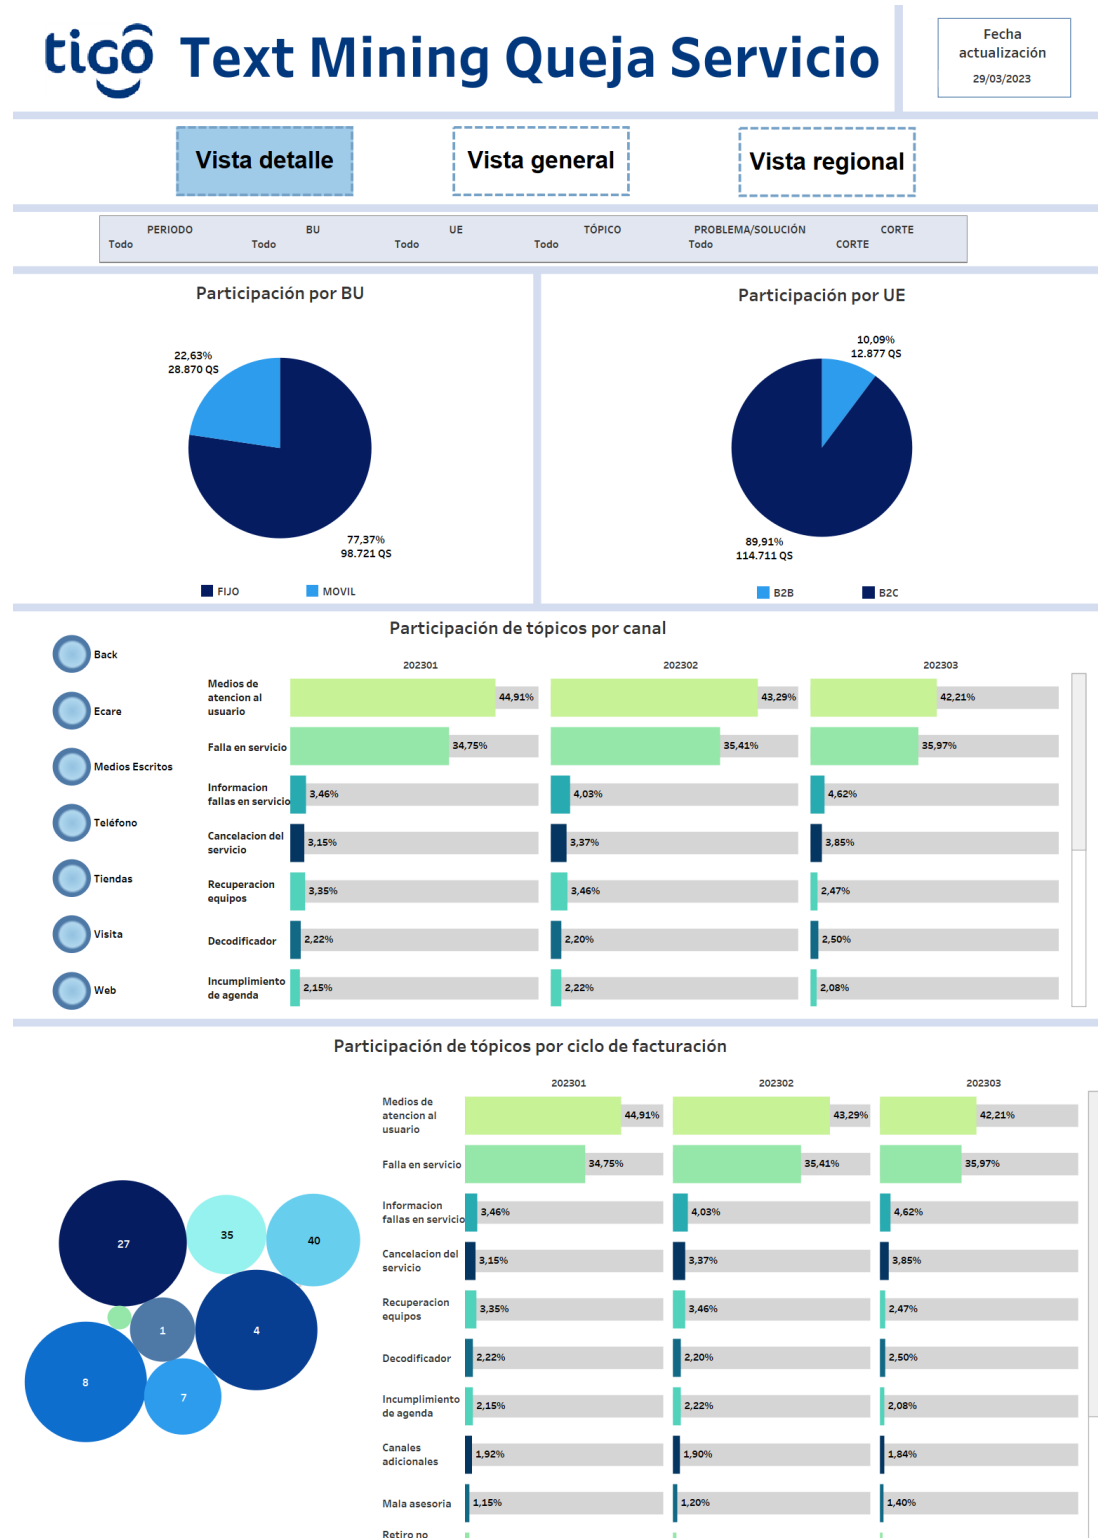 tigo Text Mining Queja Servicio
Fecha
actualización
29/03/2023
Vista detalle
Vista general
Vista regional
PERIODO BU UE TÓPICO PROBLEMA/SOLUCIÓN CORTE
Todo Todo Todo Todo Todo CORTE
Participación por BU
22,63%
28.870 QS
77,37%
98.721 QS
FIJO MOVIL
Participación por UE
10,09%
12.877 QS
89,91%
114.711 QS
B2B B2C
Participación de tópicos por canal
Back
Ecare
Medios Escritos
Teléfono
Tiendas
Visita
Web
202301 202302 202303
Medios de
atencion al
usuario
44,91% 43,29% 42,21%
Falla en servicio 34,75% 35,41% 35,97%
Informacion
fallas en servicio
3,46% 4,03% 4,62%
Cancelacion del
servicio
3,15% 3,37% 3,85%
Recuperacion
equipos
3,35% 3,46% 2,47%
Decodificador 2,22% 2,20% 2,50%
Incumplimiento
de agenda
2,15% 2,22% 2,08%
Participación de tópicos por ciclo de facturación
27
35
40
1
4
8
7
202301 202302 202303
Medios de
atencion al
usuario
44,91% 43,29% 42,21%
Falla en servicio 34,75% 35,41% 35,97%
Informacion
fallas en servicio
3,46% 4,03% 4,62%
Cancelacion del
servicio
3,15% 3,37% 3,85%
Recuperacion
equipos
3,35% 3,46% 2,47%
Decodificador 2,22% 2,20% 2,50%
Incumplimiento
de agenda
2,15% 2,22% 2,08%
Canales
adicionales
1,92% 1,90% 1,84%
Mala asesoria 1,15% 1,20% 1,40%
Retiro no